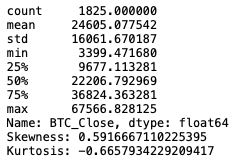 count     1825.000000
mean     24605.077542
std      16061.670187
min       3399.471680
25%       9677.113281
50%      22206.792969
75%      36824.363281
max      67566.828125
Name: BTC_Close, dtype: float64
Skewness: 0.5916667110225395
Kurtosis: -0.6657934229209417